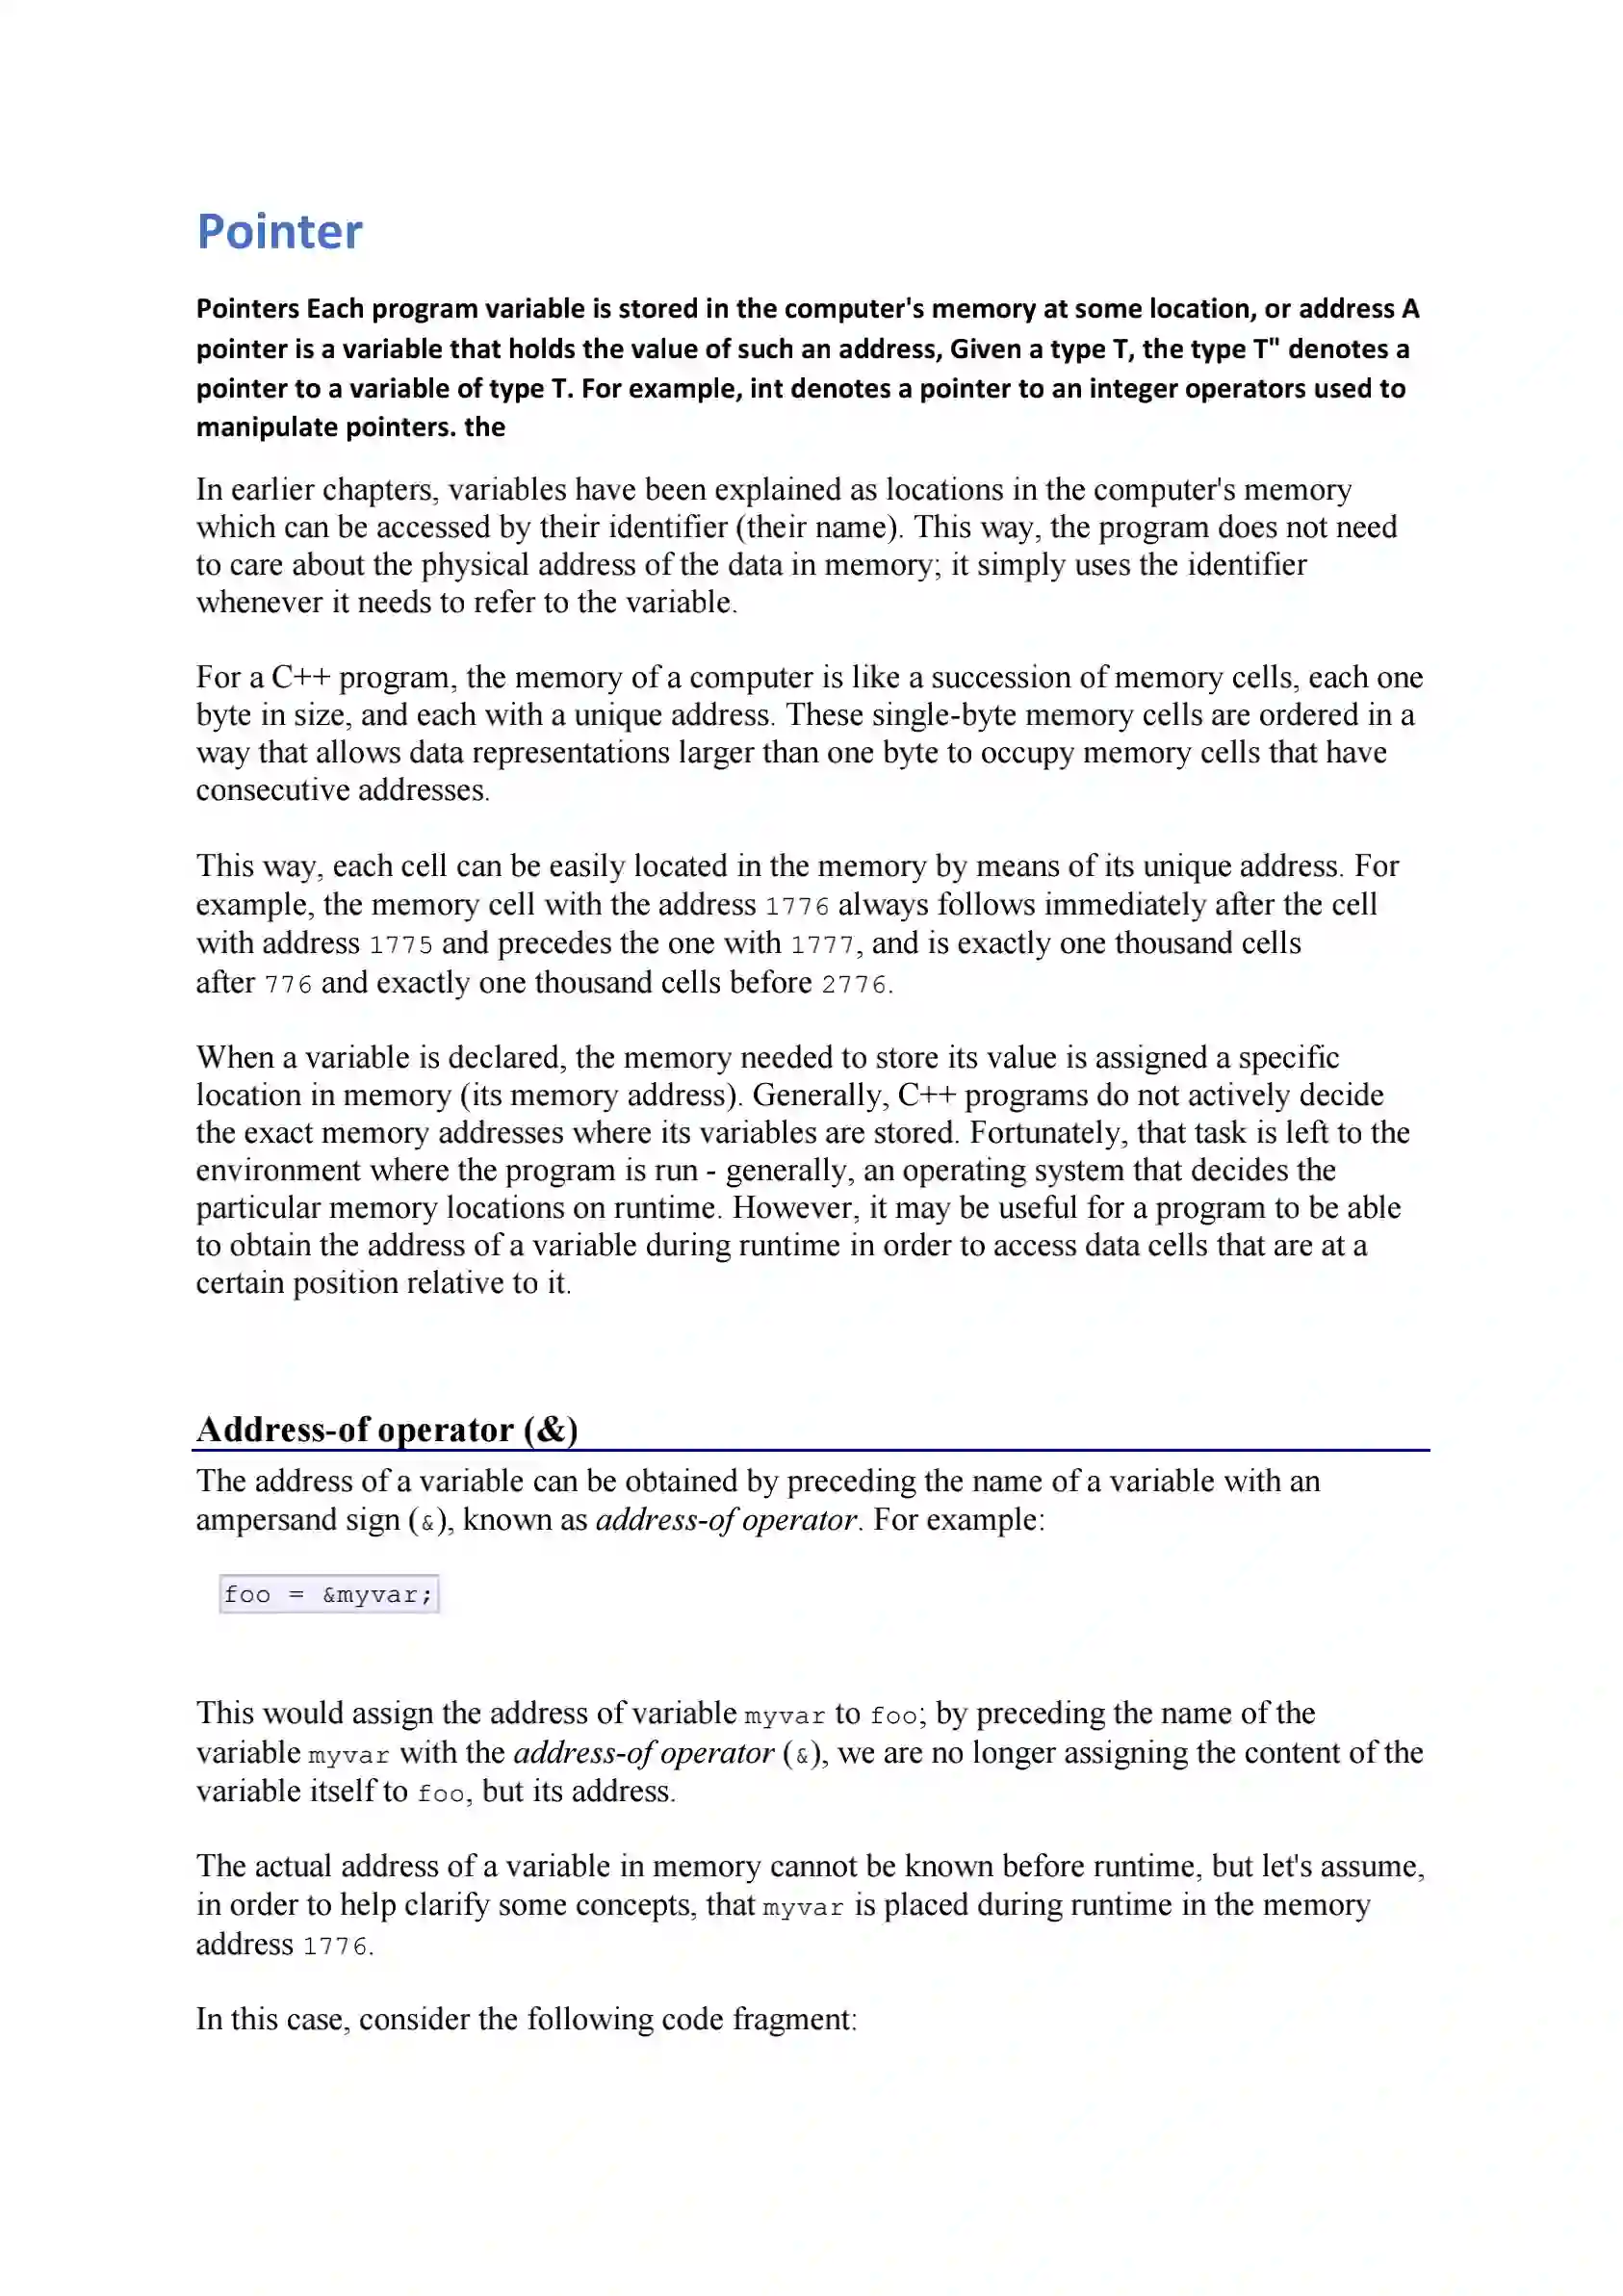 Pointer
Pointers Each program variable is stored in the computer's memory at some location, or address A
pointer is a variable that holds the value of such an address, Given a type T, the type T" denotes a
pointer to a variable of type T. For example, int denotes a pointer to an integer operators used to
manipulate pointers. the
In earlier chapters, variables have been explained as locations in the computer's memory
which can be accessed by their identifier (their name). This way, the program does not need
to care about the physical address of the data in memory; it simply uses the identifier
whenever it needs to refer to the variable.
For a C++ program, the memory of a computer is like a succession of memory cells, each one
byte in size, and each with a unique address. These single-byte memory cells are ordered in a
way that allows data representations larger than one byte to occupy memory cells that have
consecutive addresses.
This way, each cell can be easily located in the memory by means of its unique address. For
example, the memory cell with the address 1776 always follows immediately after the cell
with address 1775 and precedes the one with 1777, and is exactly one thousand cells
after 776 and exactly one thousand cells before 2776.
When a variable is declared, the memory needed to store its value is assigned a specific
location in memory (its memory address). Generally, C++ programs do not actively decide
the exact memory addresses where its variables are stored. Fortunately, that task is left to the
environment where the program is run - generally, an operating system that decides the
particular memory locations on runtime. However, it may be useful for a program to be able
to obtain the address of a variable during runtime in order to access data cells that are at a
certain position relative to it.
Address-of operator (&)
The address of a variable can be obtained by preceding the name of a variable with an
ampersand sign (&), known as address-of operator. For example:
foo = &myvar;
This would assign the address of variable myvar to foo; by preceding the name of the
variable myvar with the address-of operator (&), we are no longer assigning the content of the
variable itself to foo, but its address.
The actual address of a variable in memory cannot be known before runtime, but let's assume,
in order to help clarify some concepts, that myvar is placed during runtime in the memory
address 1776.
In this case, consider the following code fragment: